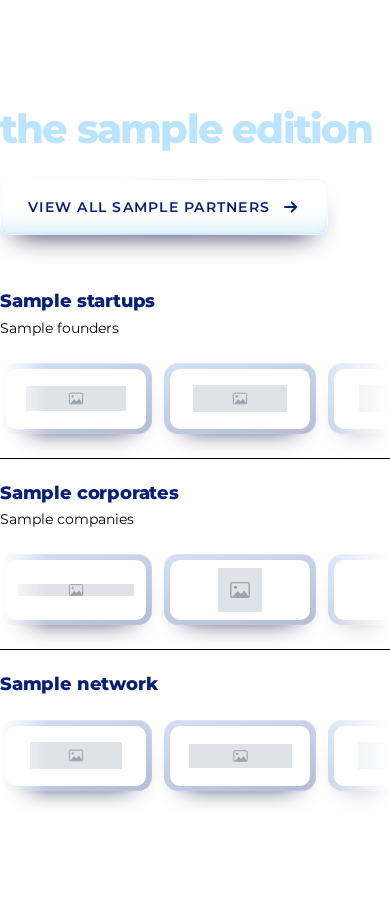 the sample edition
VIEW ALL SAMPLE PARTNERS
Sample startups
Sample founders
Sample corporates
Sample companies
Sample network